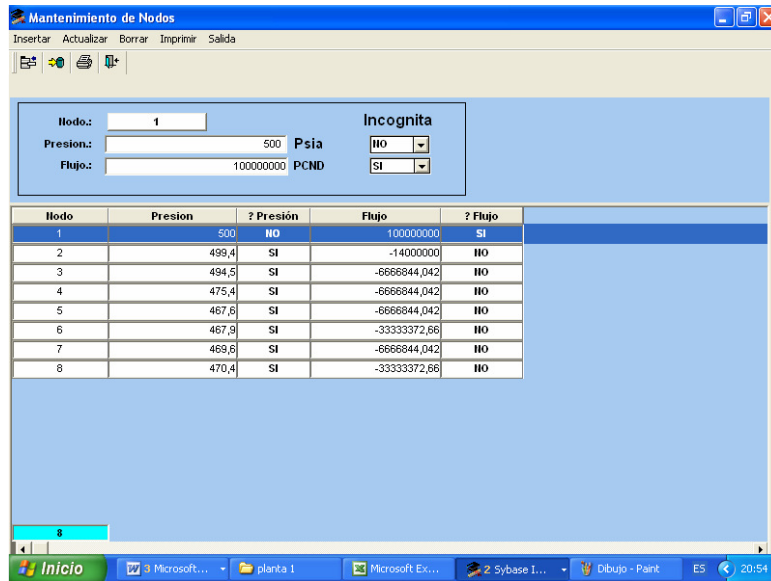 Mantenimiento de Nodos
Insertar Actualizar Borrar Imprimir Salida
Nodo.: 1 Incognita
Presion.: 500 Psia NO
Flujo.: 100000000 PCND SI
Nodo Presion ? Presión Flujo ? Flujo
1 500 NO 100000000 SI
2 499,4 SI -14000000 NO
3 494,5 SI -6666844,042 NO
4 475,4 SI -6666844,042 NO
5 467,6 SI -6666844,042 NO
6 467,9 SI -33333372,66 NO
7 469,6 SI -6666844,042 NO
8 470,4 SI -33333372,66 NO
8
Inicio 3 Microsoft... planta 1 Microsoft Ex... 2 Sybase I... Dibujo - Paint ES 20:54